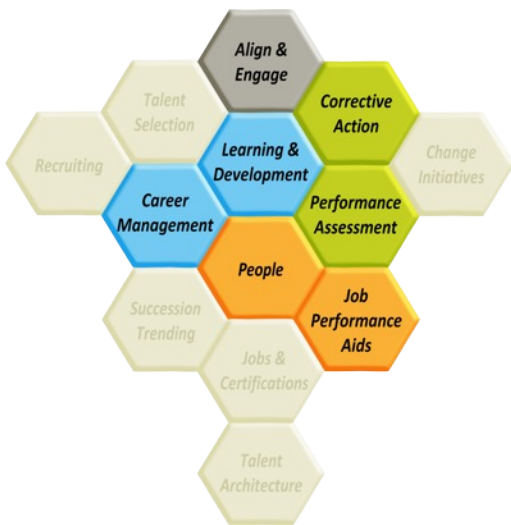 Align &
Engage
Talent
Selection
Corrective
Action
Recruiting
Learning &
Development
Change
Initiatives
Career
Management
Performance
Assessment
People
Succession
Trending
Job
Performance
Aids
Jobs &
Certifications
Talent
Architecture